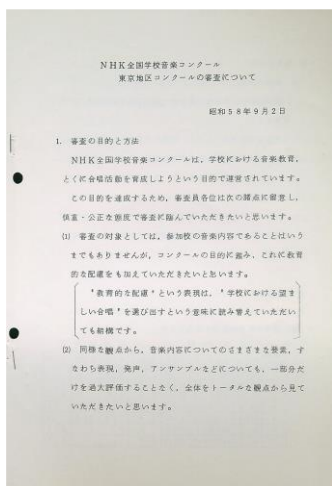 NHK全国学校音楽コンクール
東京地区コンクールの審査について
昭和58年9月2日
1. 審査の目的と方法
NHK全国学校音楽コンクールは、学校における音楽教育、
とくに合唱活動を育成しようという目的で運営されています。
この目的を達成するため、審査員各位は次の諸点に留意し、
慎重・公正な態度で審査に臨んでいただきたいと思います。
(1) 審査の対象としては、参加校の音楽内容であることはいう
までもありませんが、コンクールの目的に鑑み、これに教育
的な配慮をも加えていただきたいと思います。
"教育的な配慮"という表現は、"学校における望ま
しい合唱"を選び出すという意味に読み替えていただい
ても結構です。
(2) 同様な観点から、音楽内容についてのさまざまな要素、す
なわち表現、発声、アンサンブルなどについても、一部分だ
けを過大評価することなく、全体をトータルな観点から見て
いただきたいと思います。